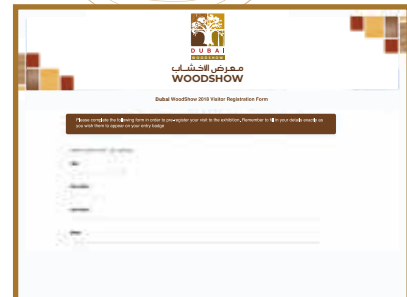 DUBAI
WOODSHOW
معرض الأخشاب
WOODSHOW
Dubai WoodShow 2018 Visitor Registration Form
Please complete the following form in order to pre-register your visit to the exhibition. Remember to fill in your details exactly as
you wish them to appear on your entry badge